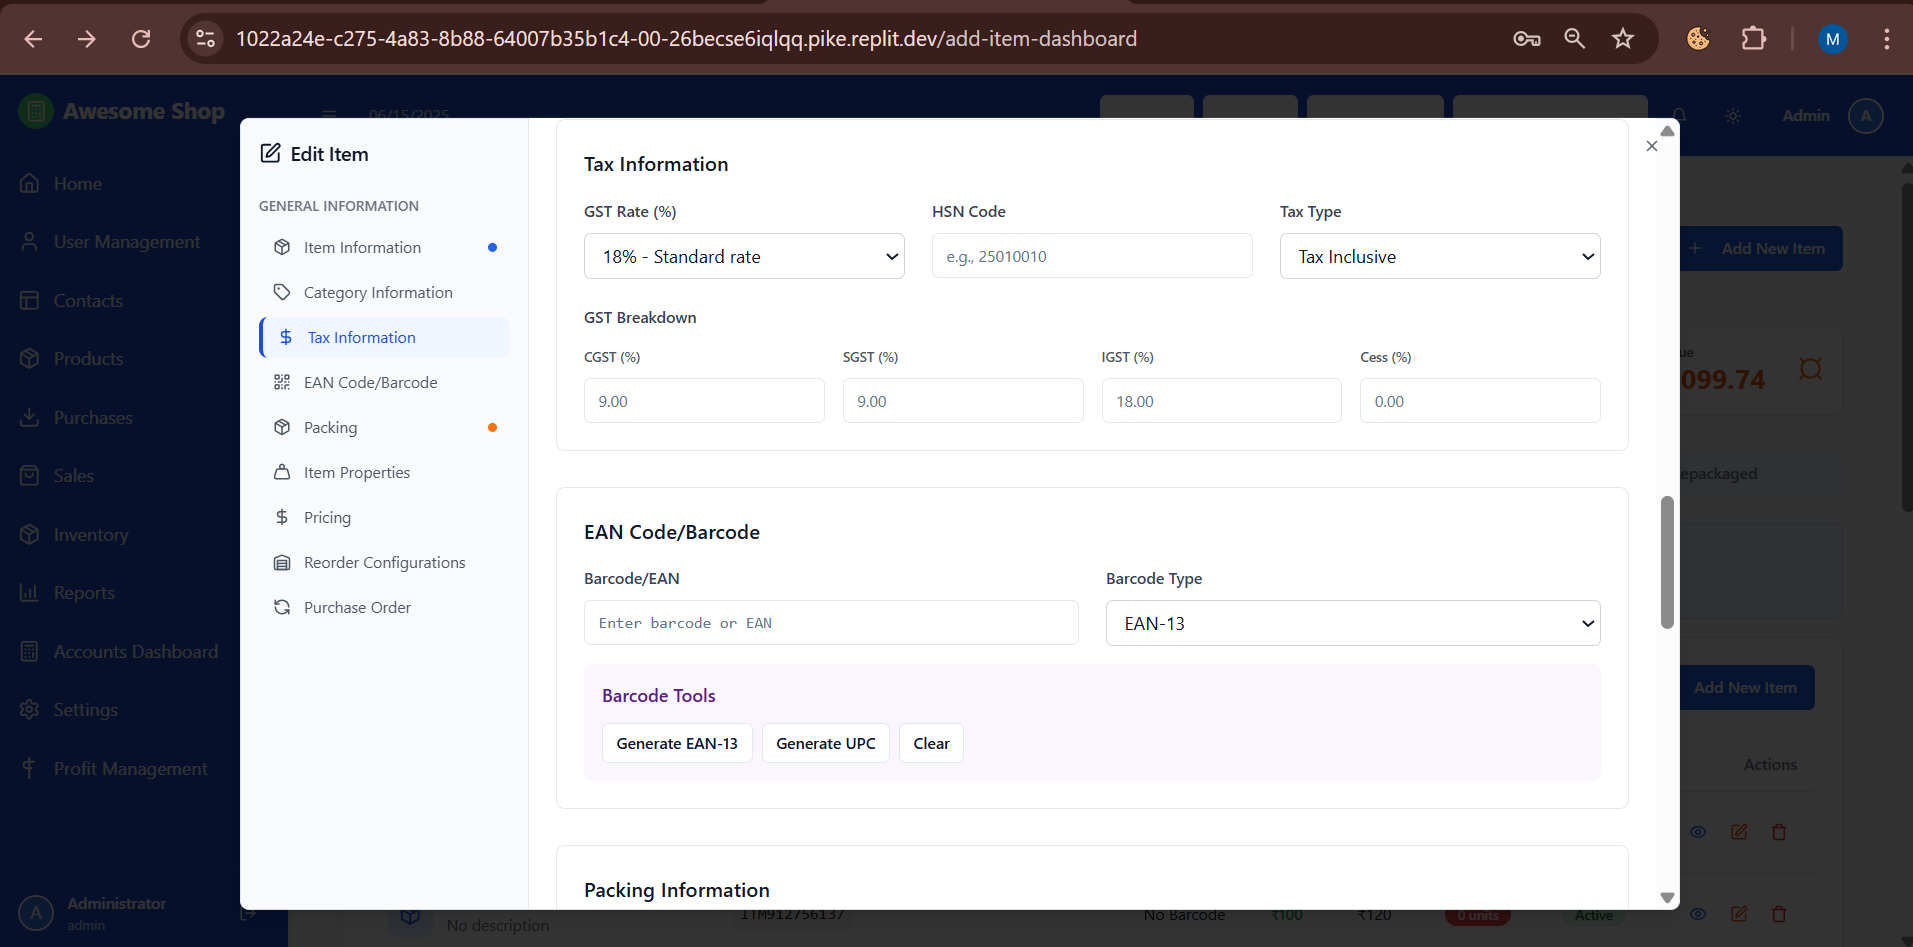 1022a24e-c275-4a83-8b88-64007b35b1c4-00-26becse6iqlqq.pike.replit.dev/add-item-dashboard
M
Awesome Shop
06/15/2025
Admin
A
Home
User Management
Contacts
Products
Purchases
Sales
Inventory
Reports
Accounts Dashboard
Settings
Profit Management
A
Administrator
admin
Edit Item
GENERAL INFORMATION
Item Information
Category Information
Tax Information
EAN Code/Barcode
Packing
Item Properties
Pricing
Reorder Configurations
Purchase Order
Tax Information
GST Rate (%)
HSN Code
Tax Type
18% - Standard rate
e.g., 25010010
Tax Inclusive
GST Breakdown
CGST (%)
SGST (%)
IGST (%)
Cess (%)
9.00
9.00
18.00
0.00
EAN Code/Barcode
Barcode/EAN
Barcode Type
Enter barcode or EAN
EAN-13
Barcode Tools
Generate EAN-13
Generate UPC
Clear
Packing Information
Add New Item
ue
099.74
epackaged
Add New Item
Actions
No description
ITM912756137
No Barcode
₹100
₹120
0 units
Active